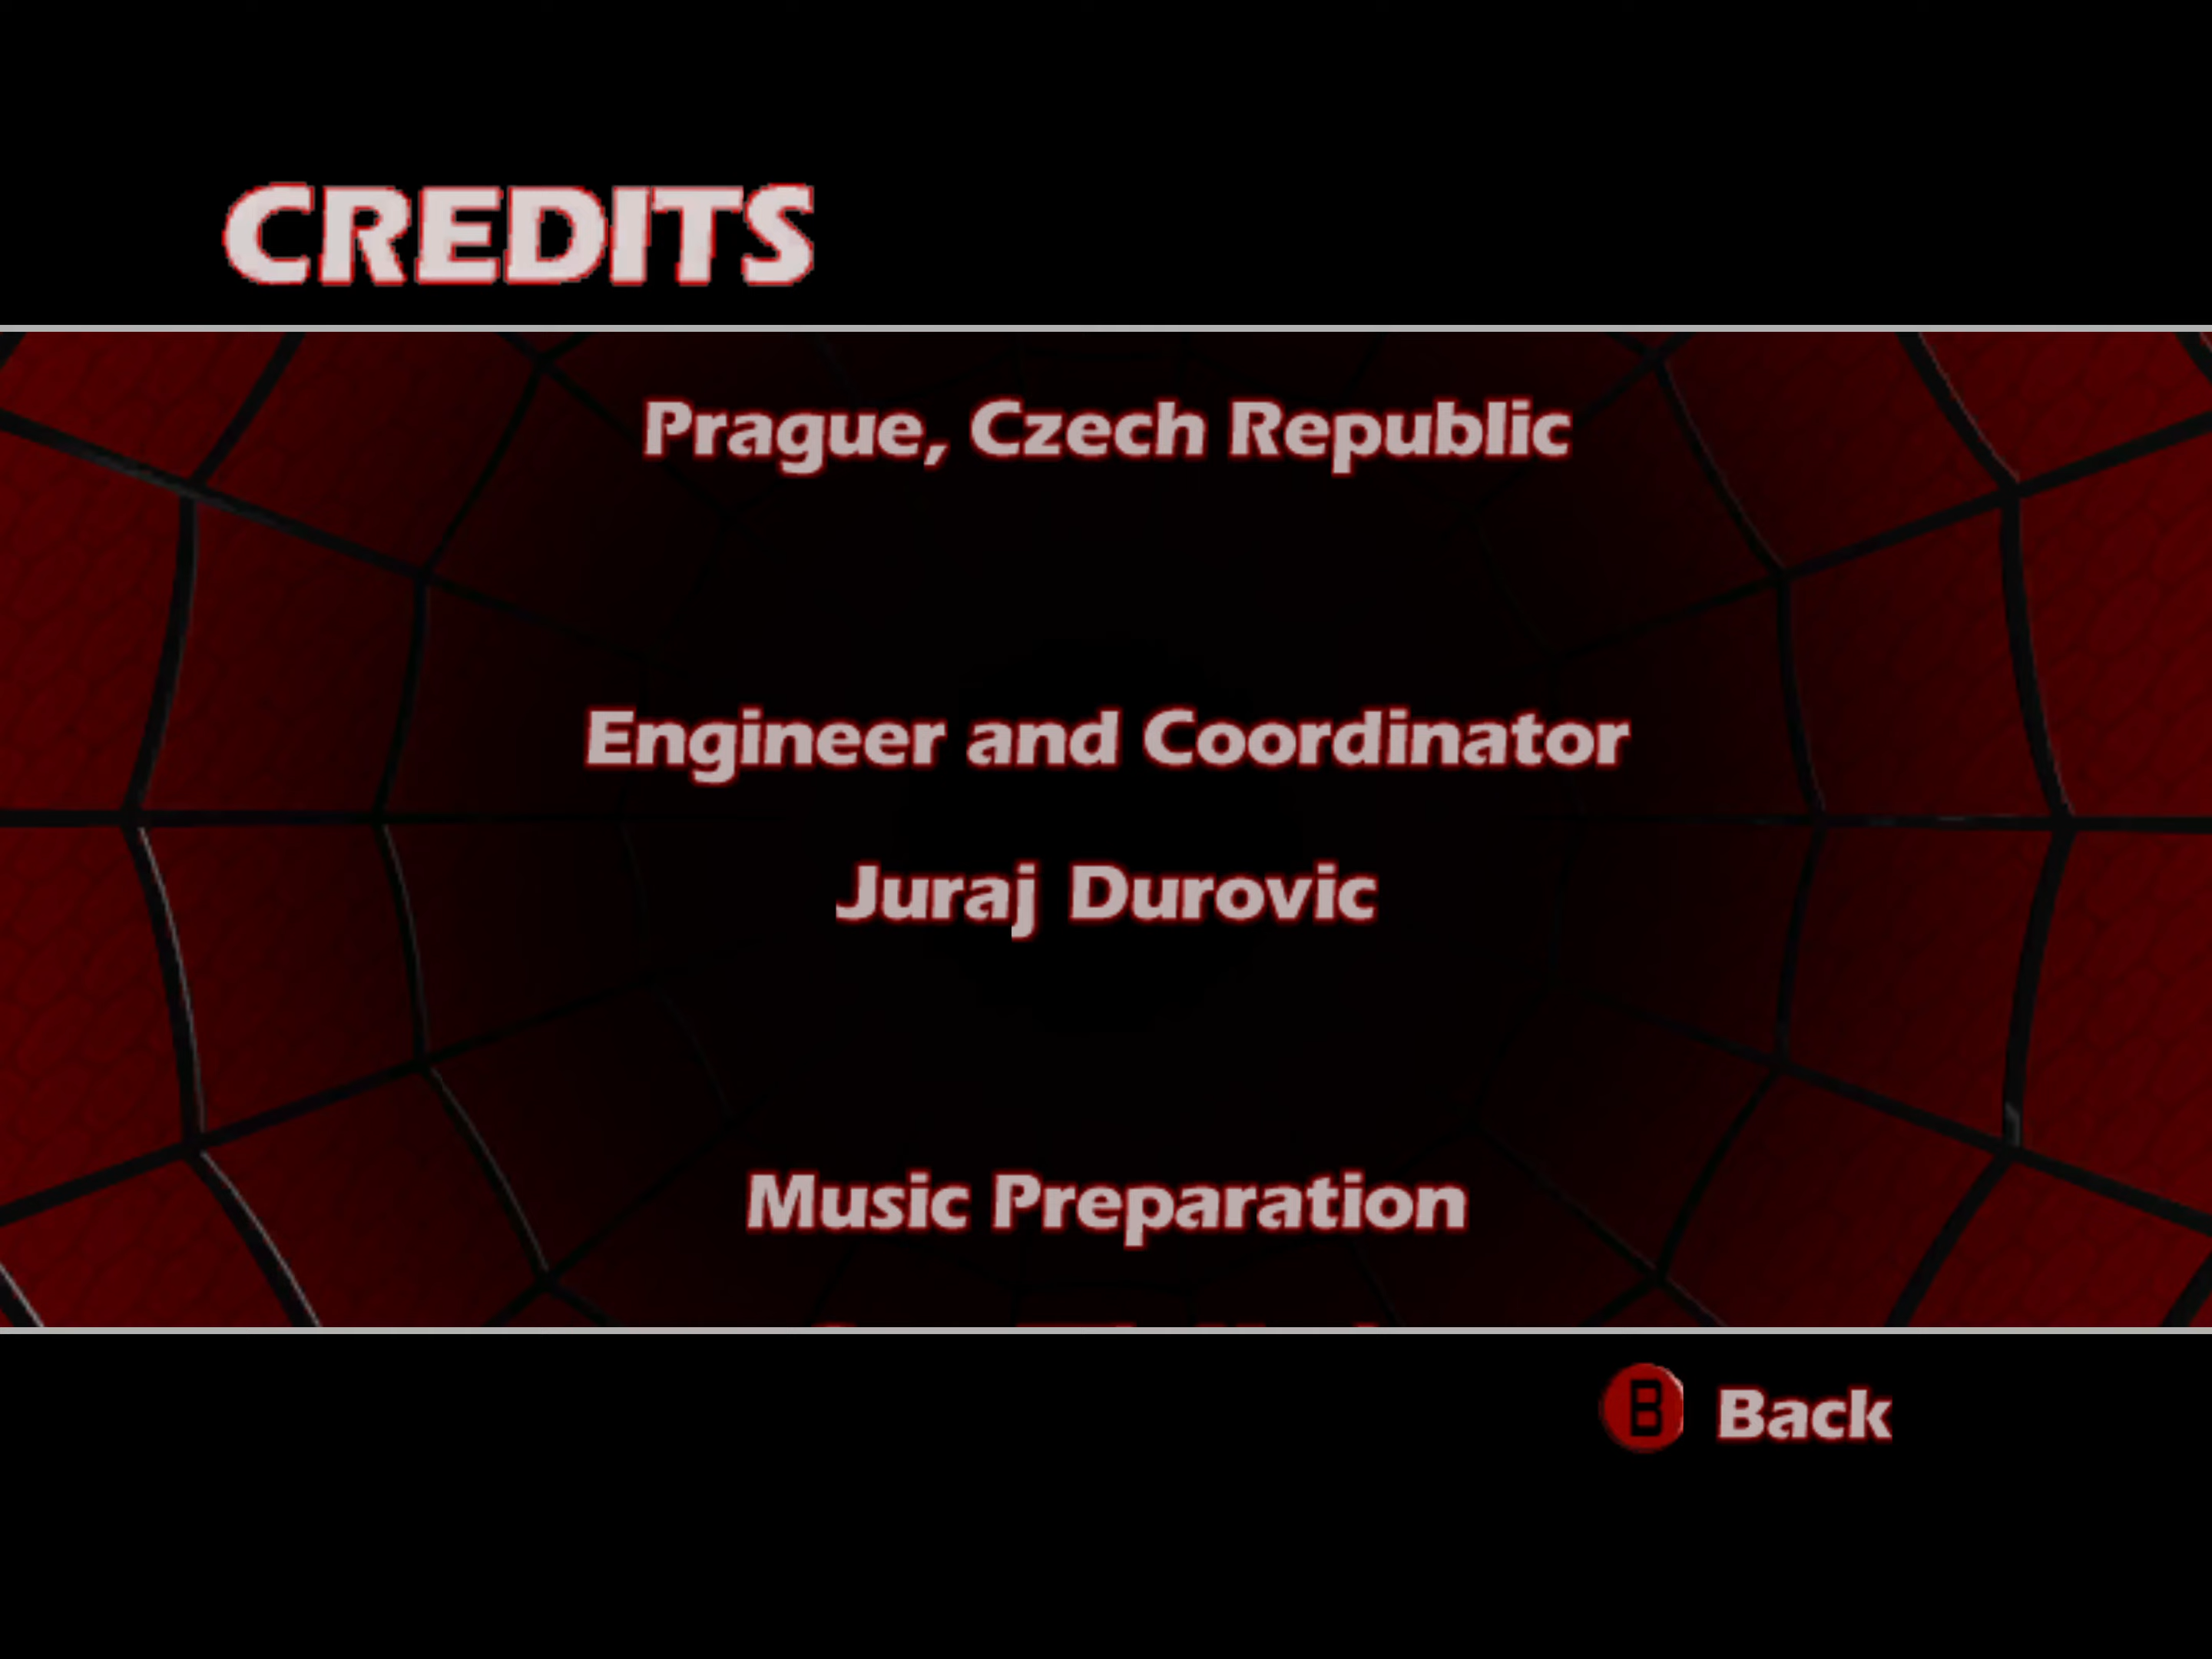 CREDITS
Prague, Czech Republic
Engineer and Coordinator
Juraj Durovic
Music Preparation
B Back